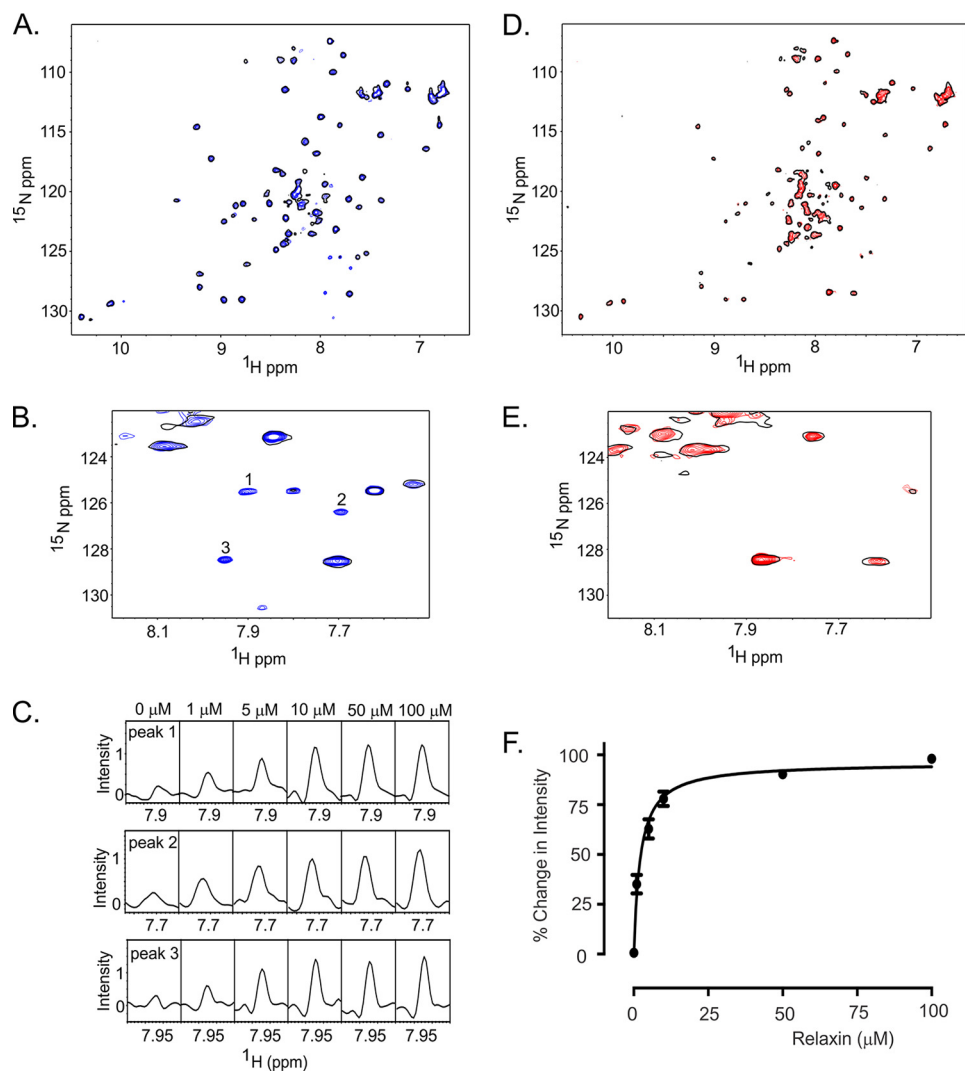 A.
15N ppm
110
115
120
125
130
10 9 8 7
1H ppm
D.
15N ppm
110
115
120
125
130
10 9 8 7
1H ppm
B.
15N ppm
124
126
128
130
1
2
3
8.1 7.9 7.7
1H ppm
E.
15N ppm
124
126
128
130
8.1 7.9 7.7
1H ppm
C.
0 μM 1 μM 5 μM 10 μM 50 μM 100 μM
peak 1
Intensity
1
0
7.9 7.9 7.9 7.9 7.9 7.9
peak 2
Intensity
1
0
7.7 7.7 7.7 7.7 7.7 7.7
peak 3
Intensity
1
0
7.95 7.95 7.95 7.95 7.95 7.95
1H (ppm)
F.
% Change in Intensity
100
75
50
25
0
0 25 50 75 100
Relaxin (μM)